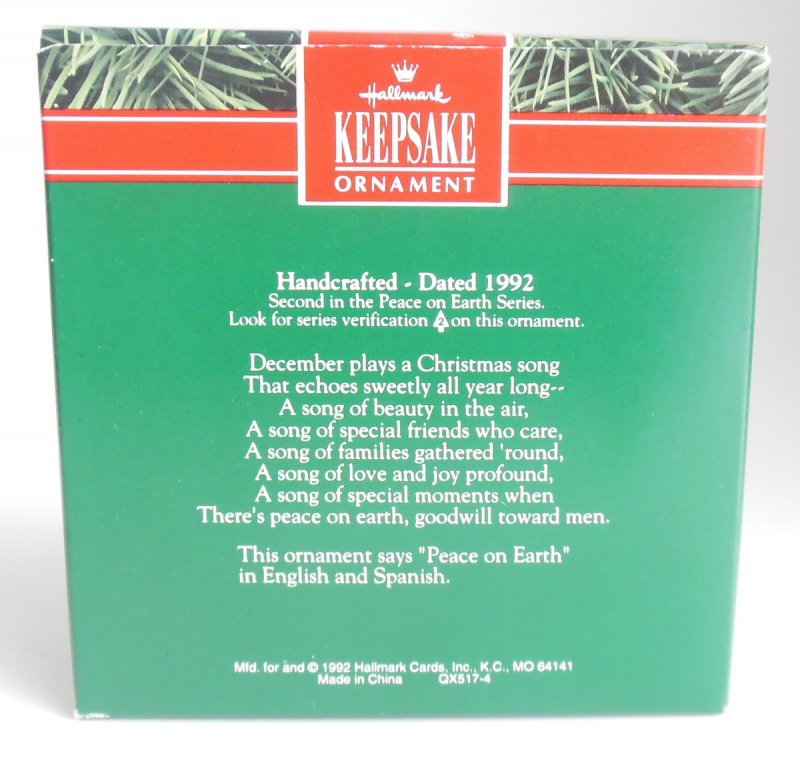 Hallmark
KEEPSAKE
ORNAMENT
Handcrafted - Dated 1992
Second in the Peace on Earth Series.
Look for series verification 2 on this ornament.
December plays a Christmas song
That echoes sweetly all year long--
A song of beauty in the air,
A song of special friends who care,
A song of families gathered 'round,
A song of love and joy profound,
A song of special moments when
There's peace on earth, goodwill toward men.
This ornament says "Peace on Earth"
in English and Spanish.
Mfd. for and © 1992 Hallmark Cards, Inc., K.C., MO 64141
Made in China QX517-4